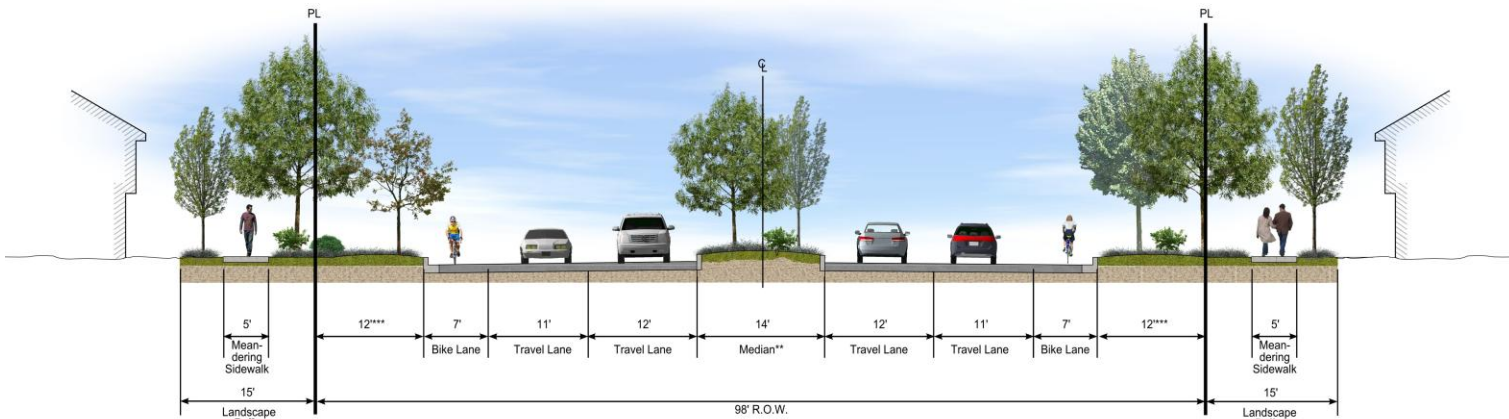 PL
PL
℄
5' 12'*** 7' 11' 12' 14' 12' 11' 7' 12'*** 5'
Mean-
dering
Sidewalk
Bike Lane Travel Lane Travel Lane Median** Travel Lane Travel Lane Bike Lane
Mean-
dering
Sidewalk
15' 98' R.O.W. 15'
Landscape Landscape